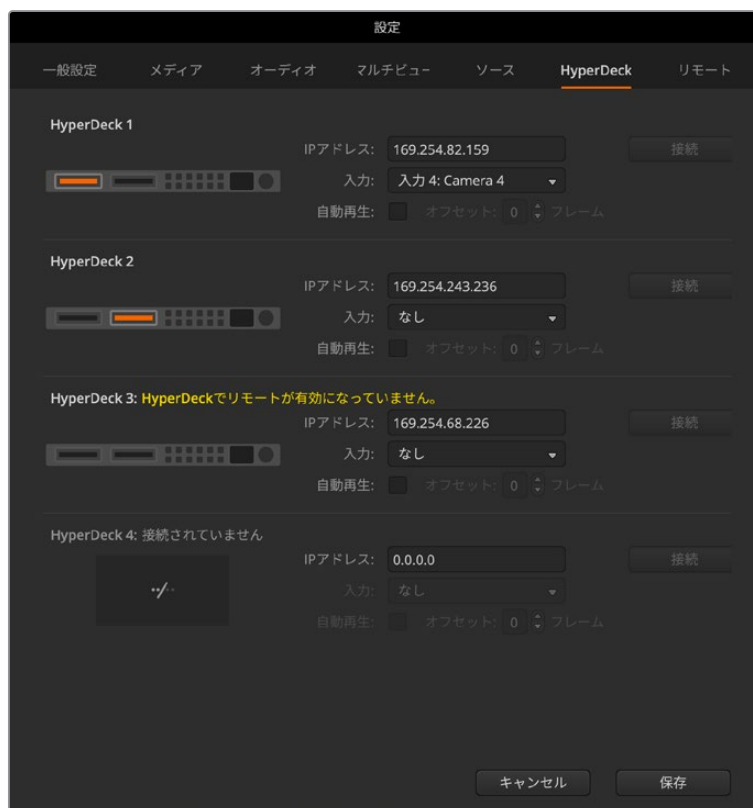 設定
一般設定 メディア オーディオ マルチビュー ソース HyperDeck リモート
HyperDeck 1
IPアドレス: 169.254.82.159 接続
入力: 入力 4: Camera 4
自動再生: オフセット: 0 フレーム
HyperDeck 2
IPアドレス: 169.254.243.236 接続
入力: なし
自動再生: オフセット: 0 フレーム
HyperDeck 3: HyperDeckでリモートが有効になっていません。
IPアドレス: 169.254.68.226 接続
入力: なし
自動再生: オフセット: 0 フレーム
HyperDeck 4: 接続されていません
IPアドレス: 0.0.0.0 接続
入力: なし
自動再生: オフセット: 0 フレーム
キャンセル 保存